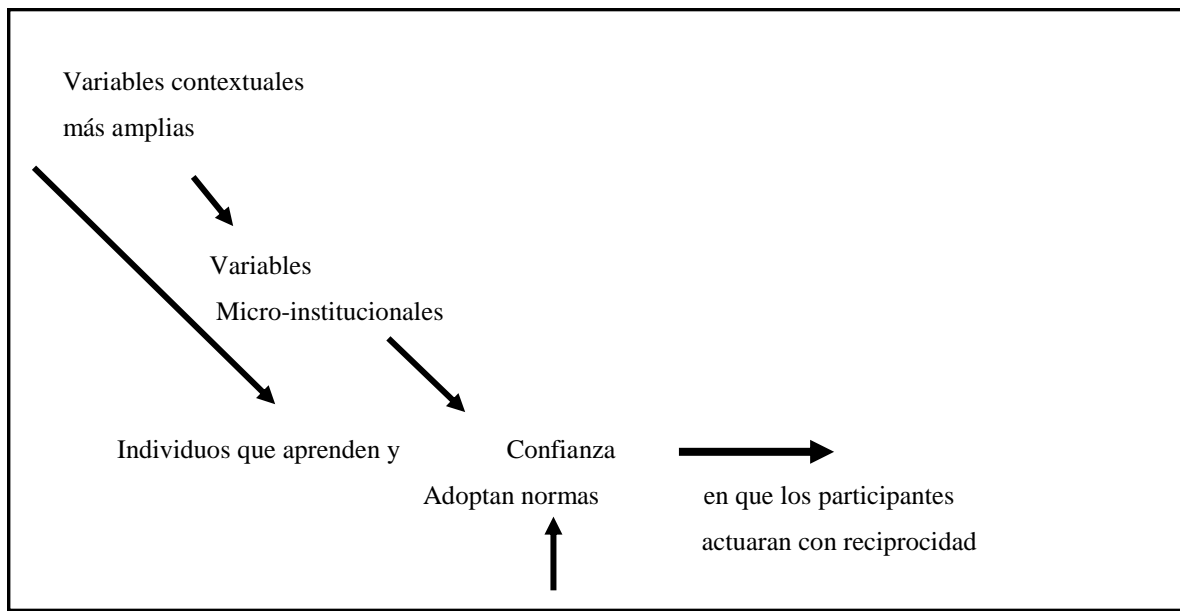 Variables contextuales
más amplias
Variables
Micro-institucionales
Individuos que aprenden y Confianza
Adoptan normas en que los participantes
actuaran con reciprocidad